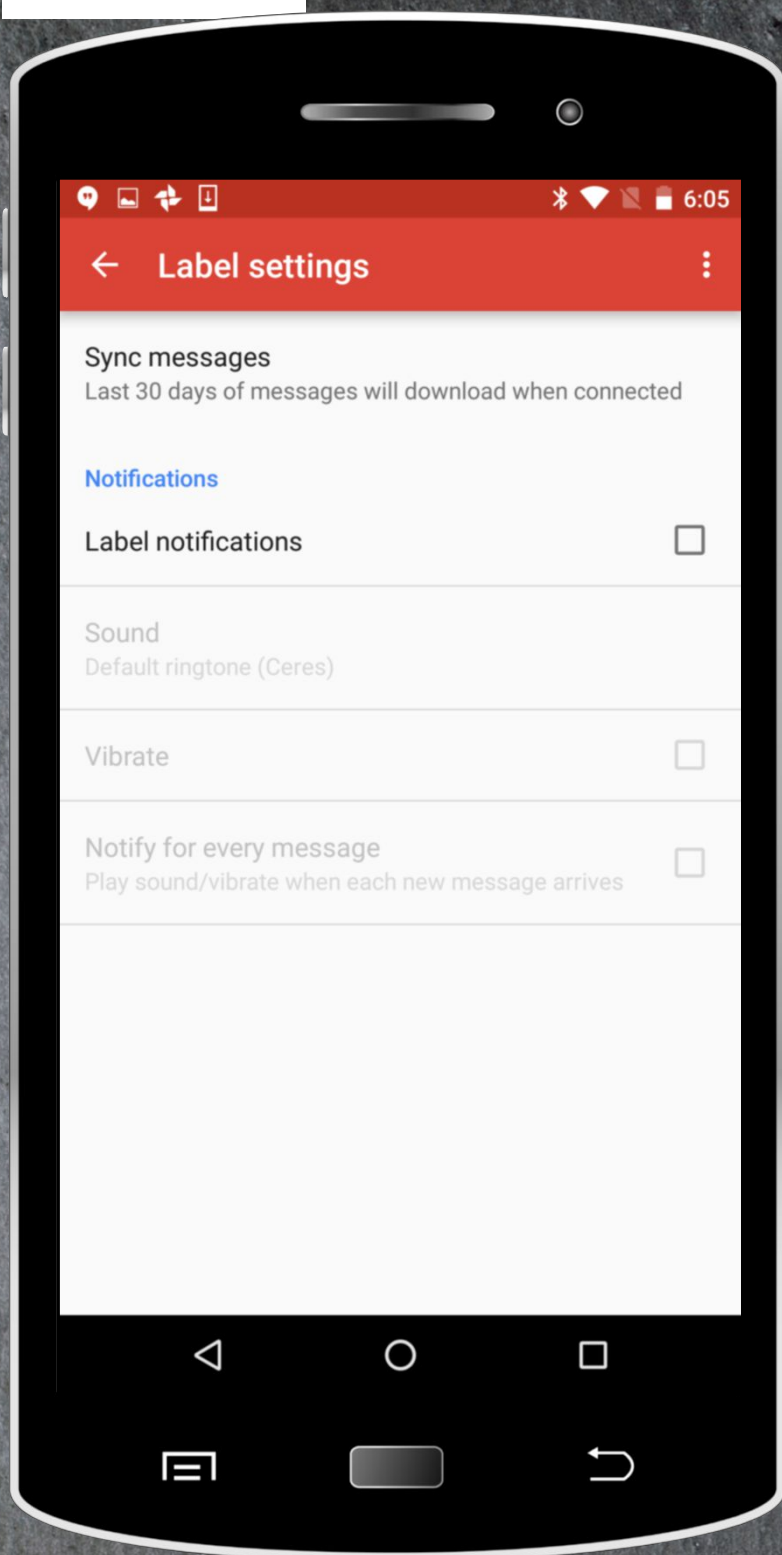 6:05
Label settings
Sync messages
Last 30 days of messages will download when connected
Notifications
Label notifications
Sound
Default ringtone (Ceres)
Vibrate
Notify for every message
Play sound/vibrate when each new message arrives